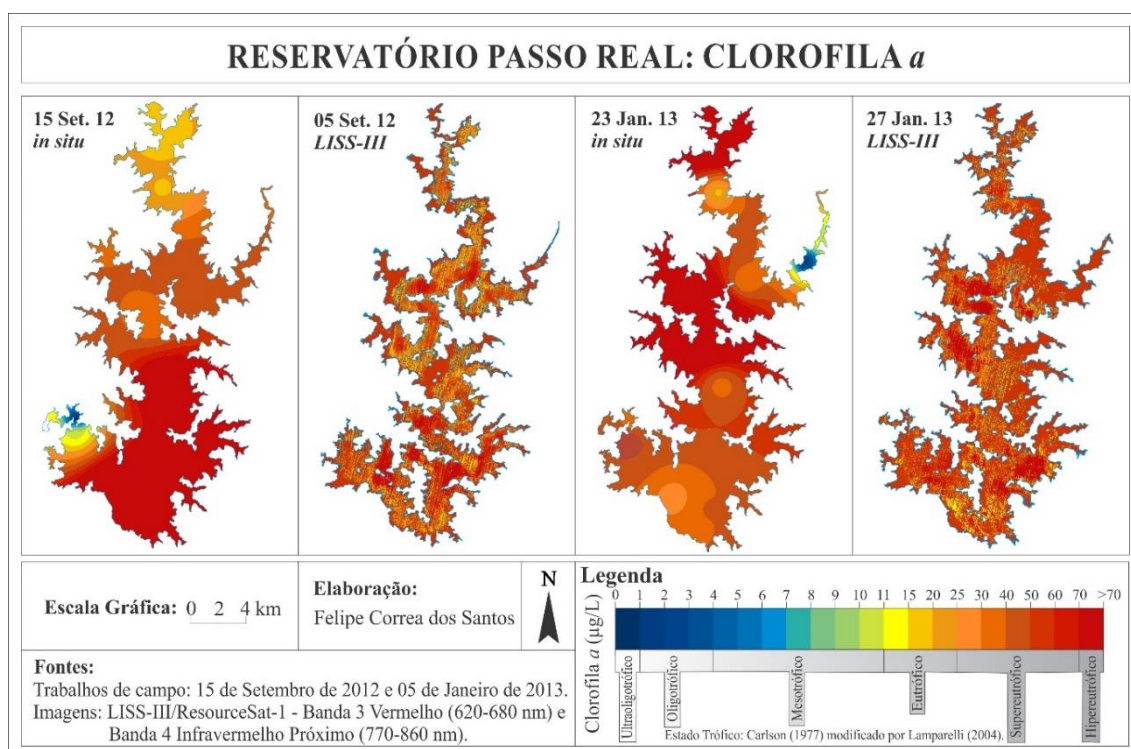 RESERVATÓRIO PASSO REAL: CLOROFILA a
15 Set. 12
in situ
05 Set. 12
LISS-III
23 Jan. 13
in situ
27 Jan. 13
LISS-III
Escala Gráfica: 0 2 4 km
Elaboração:
Felipe Correa dos Santos
N
Fontes:
Trabalhos de campo: 15 de Setembro de 2012 e 05 de Janeiro de 2013.
Imagens: LISS-III/ResourceSat-1 - Banda 3 Vermelho (620-680 nm) e
Banda 4 Infravermelho Próximo (770-860 nm).
Legenda
0 1 2 3 4 5 6 7 8 9 10 11 15 20 25 30 40 50 60 70 >70
Clorofila a (µg/L)
Ultraoligotrófico
Oligotrófico
Mesotrófico
Eutrófico
Supereutrófico
Hipereutrófico
Estado Trófico: Carlson (1977) modificado por Lamparelli (2004).